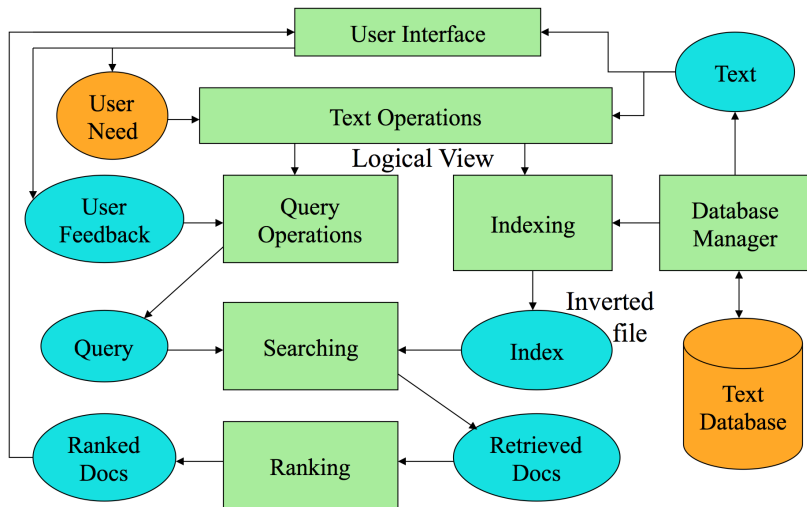 User Interface
Text
User
Need
Text Operations
Logical View
User
Feedback
Query
Operations
Indexing
Database
Manager
Inverted
file
Query
Searching
Index
Text
Database
Ranked
Docs
Ranking
Retrieved
Docs